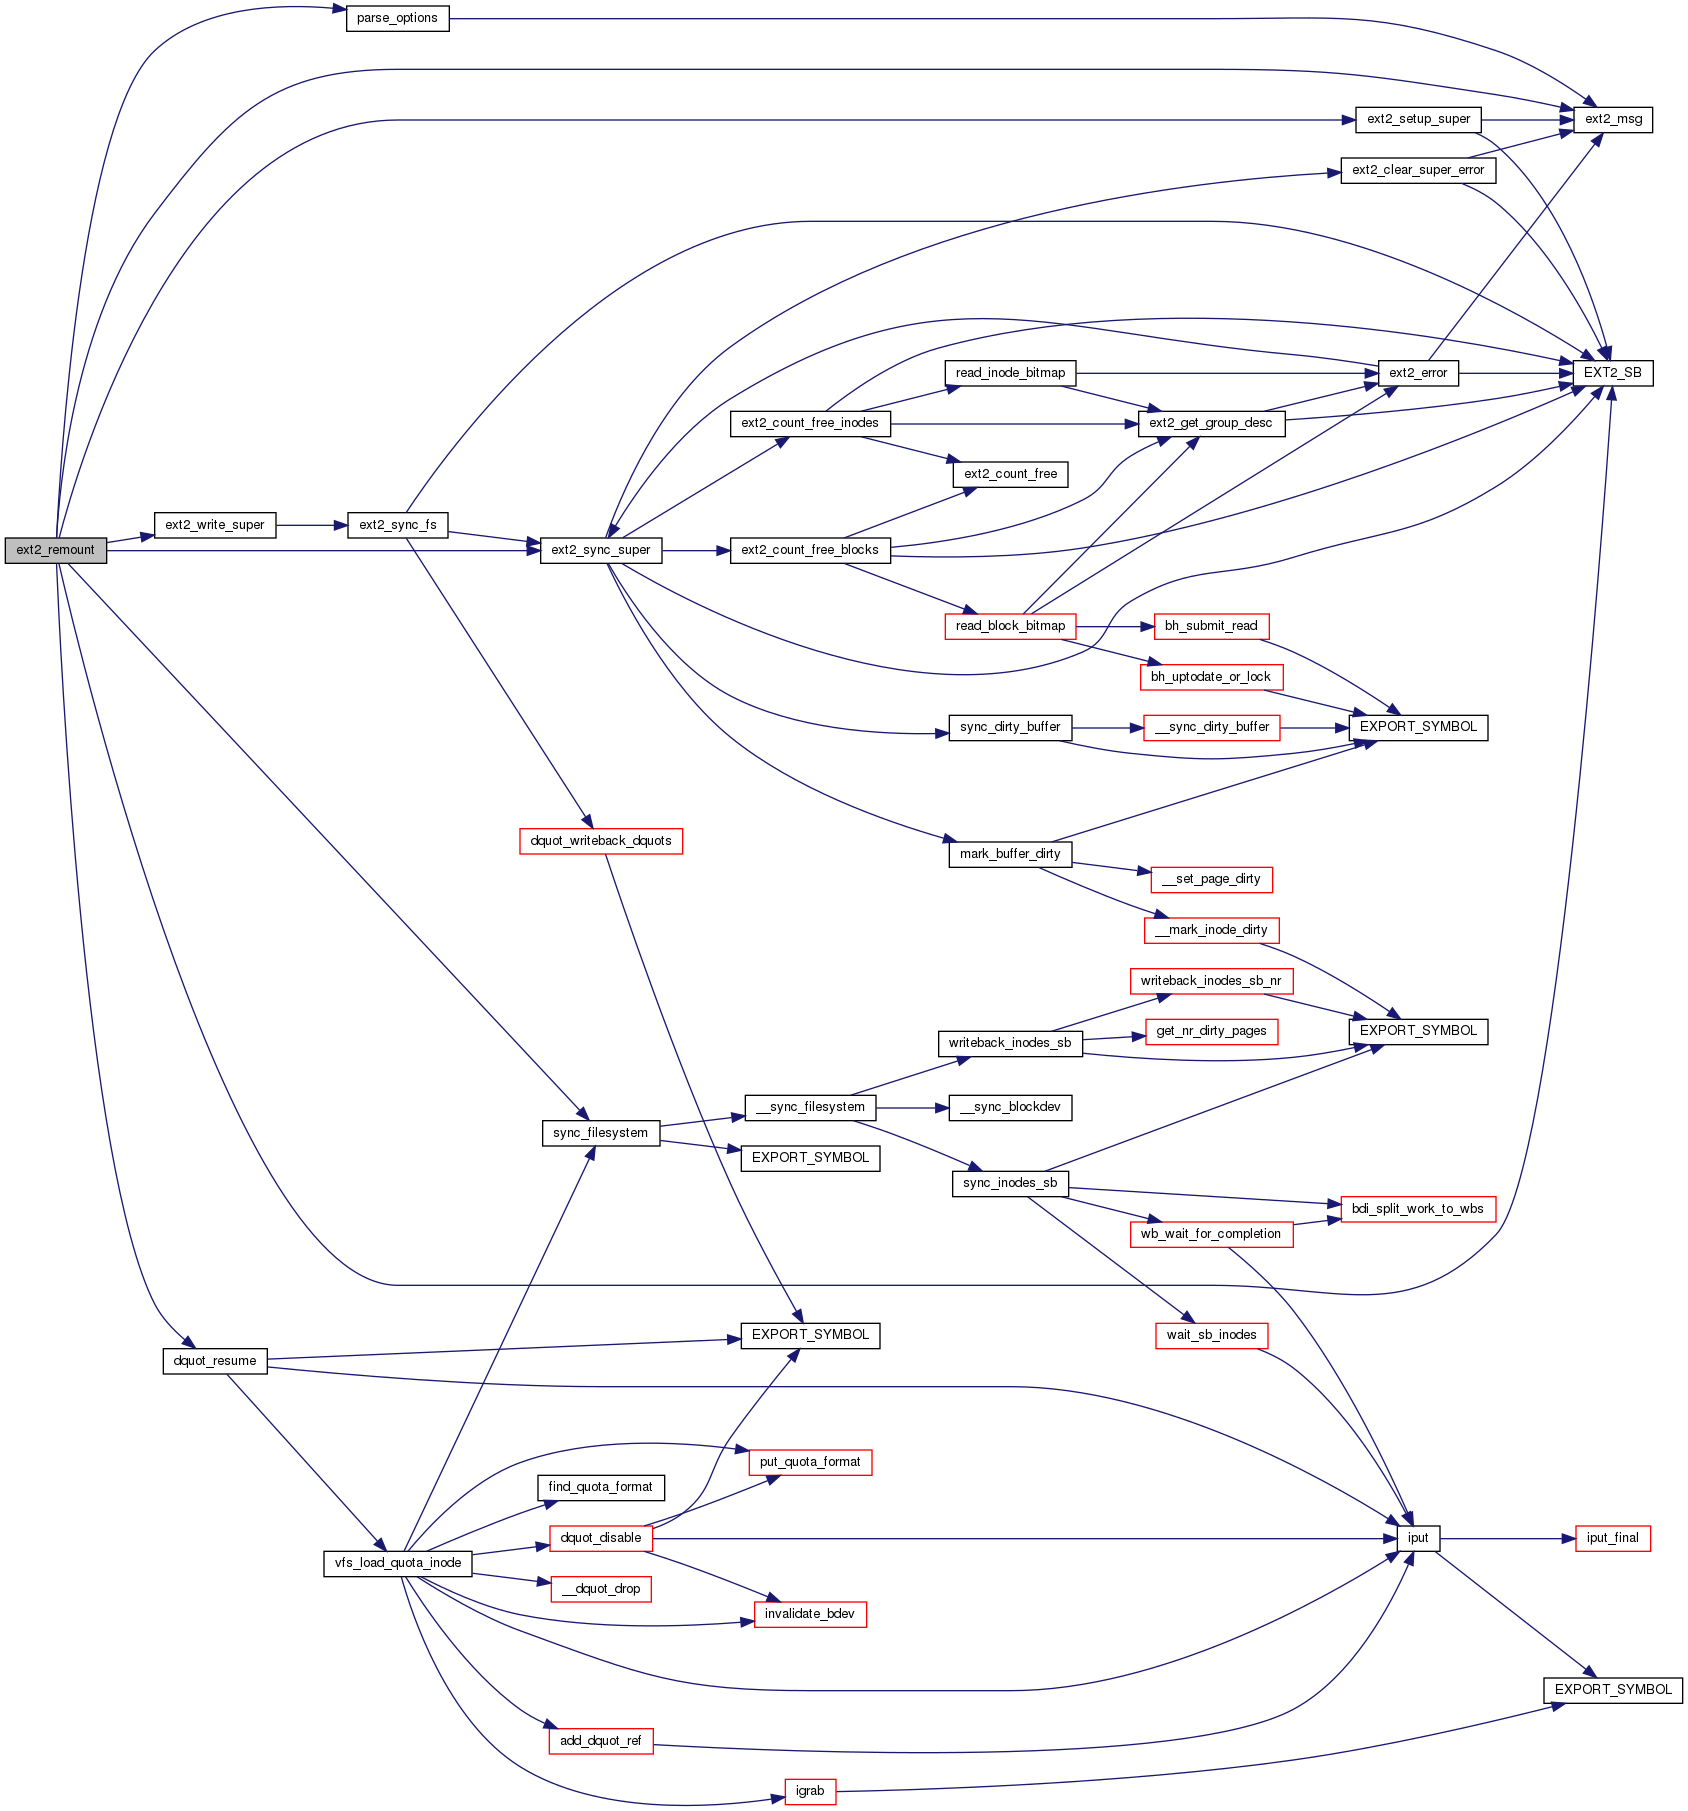 parse_options
ext2_msg
ext2_setup_super
ext2_clear_super_error
read_inode_bitmap
ext2_error
EXT2_SB
ext2_count_free_inodes
ext2_get_group_desc
ext2_count_free
ext2_write_super
ext2_sync_fs
ext2_remount
ext2_sync_super
ext2_count_free_blocks
read_block_bitmap
bh_submit_read
bh_uptodate_or_lock
sync_dirty_buffer
__sync_dirty_buffer
EXPORT_SYMBOL
dquot_writeback_dquots
mark_buffer_dirty
__set_page_dirty
__mark_inode_dirty
writeback_inodes_sb_nr
get_nr_dirty_pages
EXPORT_SYMBOL
writeback_inodes_sb
__sync_filesystem
__sync_blockdev
sync_filesystem
EXPORT_SYMBOL
sync_inodes_sb
bdi_split_work_to_wbs
wb_wait_for_completion
EXPORT_SYMBOL
wait_sb_inodes
dquot_resume
put_quota_format
find_quota_format
dquot_disable
iput
iput_final
vfs_load_quota_inode
__dquot_drop
invalidate_bdev
EXPORT_SYMBOL
add_dquot_ref
igrab